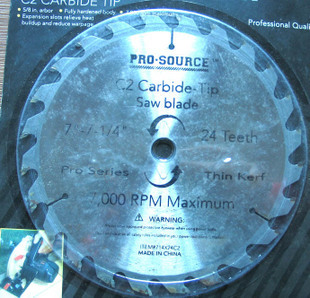 C2 CARBIDE TIP
• 5/8 in. arbor • Fully hardened body.
• Expansion slots relieve heat
buildup and reduce warpage.
Professional Quali
PRO-SOURCE
C2 Carbide-Tip
Saw blade
7 -/-1/4" 24 Teeth
Pro Series Thin Kerf
7,000 RPM Maximum
⚠ WARNING:
MADE IN CHINA